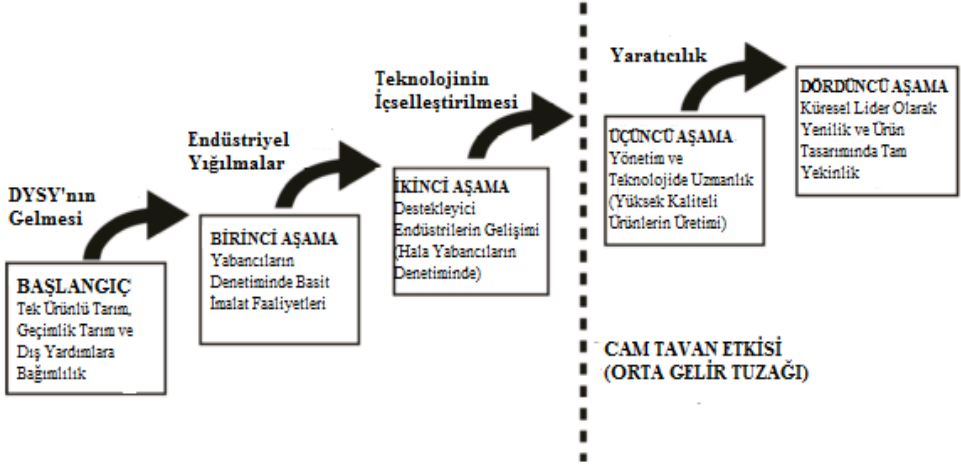 DYSY'nın
Gelmesi
BAŞLANGIÇ
Tek Ürünlü Tarım,
Geçimlik Tarım ve
Dış Yardımlara
Bağımlılık
Endüstriyel
Yığılmalar
BİRİNCİ AŞAMA
Yabancıların
Denetiminde Basit
İmalat Faaliyetleri
Teknolojinin
İçselleştirilmesi
İKİNCİ AŞAMA
Destekleyici
Endüstrilerin Gelişimi
(Hala Yabancıların
Denetiminde)
Yaratıcılık
ÜÇÜNCÜ AŞAMA
Yönetim ve
Teknolojide Uzmanlık
(Yüksek Kaliteli
Ürünlerin Üretimi)
DÖRDÜNCÜ AŞAMA
Küresel Lider Olarak
Yenilik ve Ürün
Tasarımında Tam
Yekinlik
CAM TAVAN ETKİSİ
(ORTA GELİR TUZAĞI)